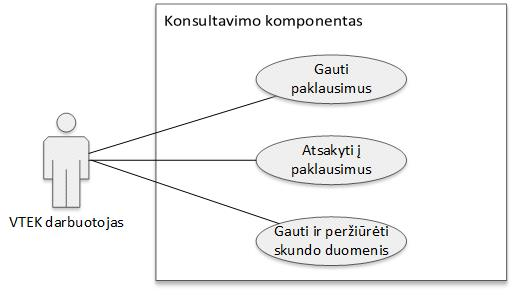 Konsultavimo komponentas
Gauti
paklausimus
Atsakyti į
paklausimus
VTEK darbuotojas
Gauti ir peržiūrėti
skundo duomenis